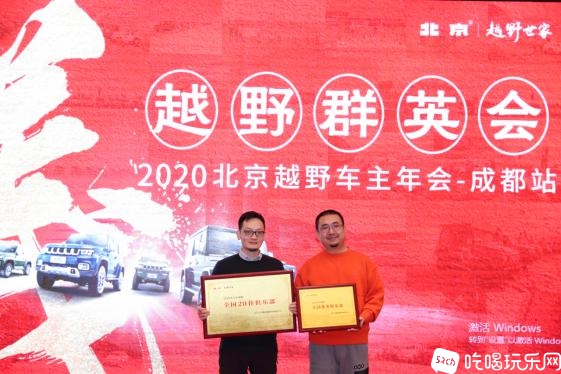 北京 | 越野世家
越野群英会
2020北京越野车主年会-成都站
全国20佳俱乐部
激活 Windows
转到"设置"以激活 Window
52ch 吃喝玩乐网